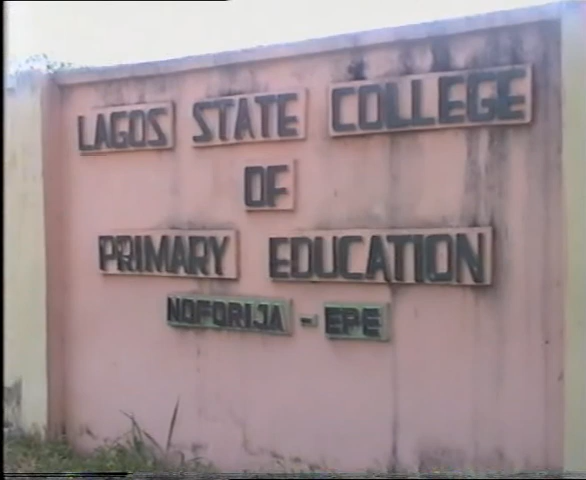 LAGOS STATE COLLEGE
OF
PRIMARY EDUCATION
NOFORIJA - EPE